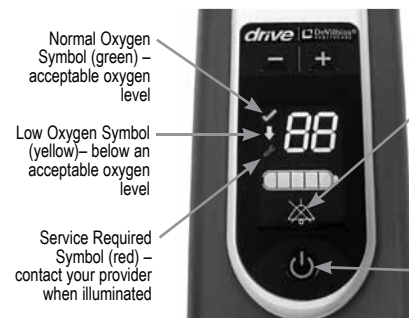 Normal Oxygen
Symbol (green) –
acceptable oxygen
level
Low Oxygen Symbol
(yellow)– below an
acceptable oxygen
level
Service Required
Symbol (red) –
contact your provider
when illuminated
drive DeVilbiss®
HEALTHCARE
– +
88